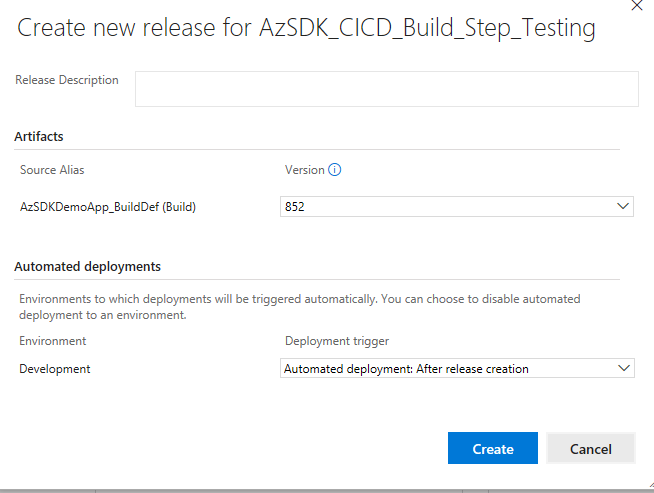 Create new release for AzSDK_CICD_Build_Step_Testing
Release Description
Artifacts
Source Alias Version
AzSDKDemoApp_BuildDef (Build) 852
Automated deployments
Environments to which deployments will be triggered automatically. You can choose to disable automated
deployment to an environment.
Environment Deployment trigger
Development Automated deployment: After release creation
Create Cancel